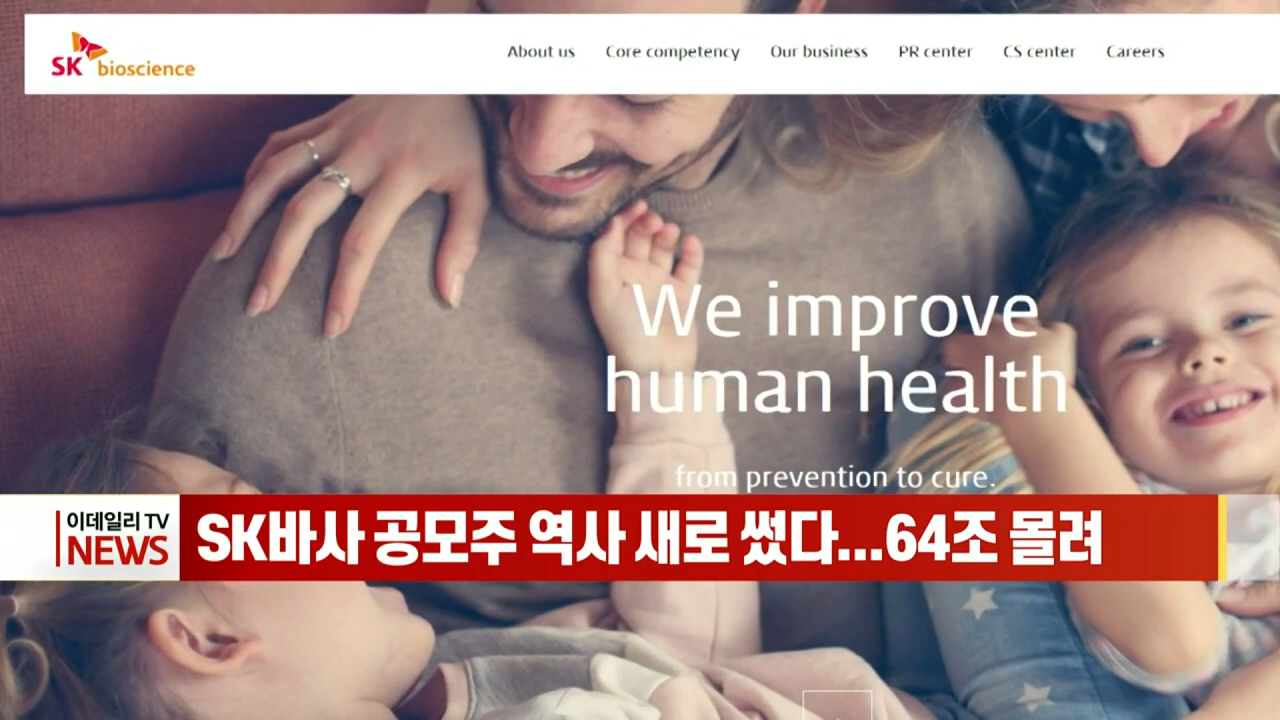 SK bioscience
About us Core competency Our business PR center CS center Careers
We improve
human health
from prevention to cure.
이데일리 TV
NEWS
SK바사 공모주 역사 새로 썼다...64조 몰려